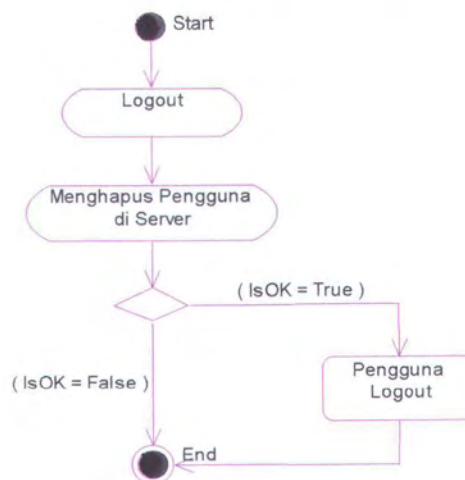 Start
Logout
Menghapus Pengguna
di Server
( IsOK = True )
( IsOK = False )
Pengguna
Logout
End